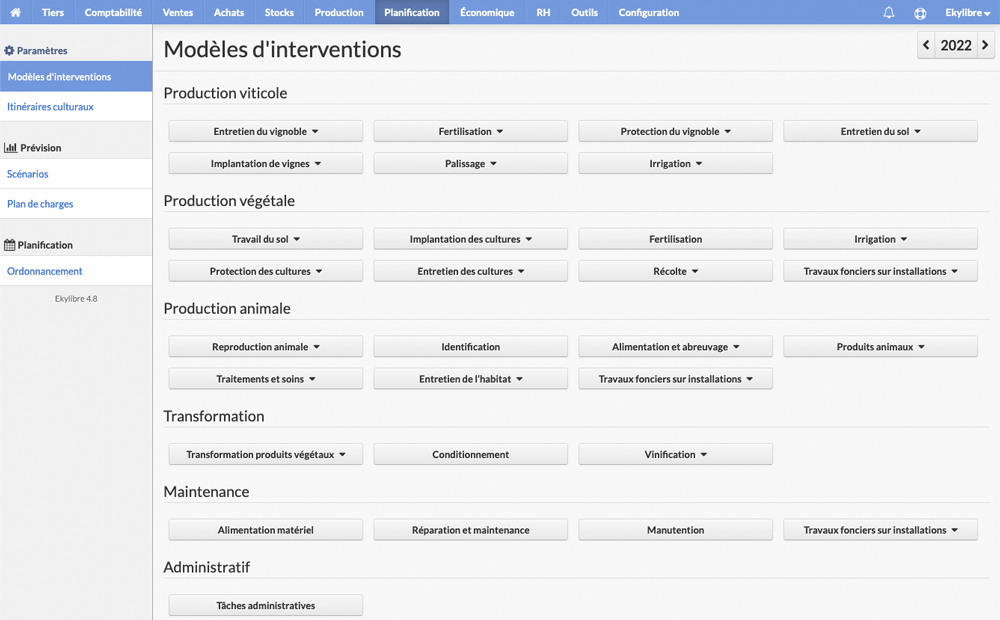 Tiers Comptabilité Ventes Achats Stocks Production Planification Économique RH Outils Configuration Ekylibre
Paramètres
Modèles d'interventions
Itinéraires culturaux
Prévision
Scénarios
Plan de charges
Planification
Ordonnancement
Ekylibre 4.8
Modèles d'interventions
2022
Production viticole
Entretien du vignoble Fertilisation Protection du vignoble Entretien du sol
Implantation de vignes Palissage Irrigation
Production végétale
Travail du sol Implantation des cultures Fertilisation Irrigation
Protection des cultures Entretien des cultures Récolte Travaux fonciers sur installations
Production animale
Reproduction animale Identification Alimentation et abreuvage Produits animaux
Traitements et soins Entretien de l'habitat Travaux fonciers sur installations
Transformation
Transformation produits végétaux Conditionnement Vinification
Maintenance
Alimentation matériel Réparation et maintenance Manutention Travaux fonciers sur installations
Administratif
Tâches administratives